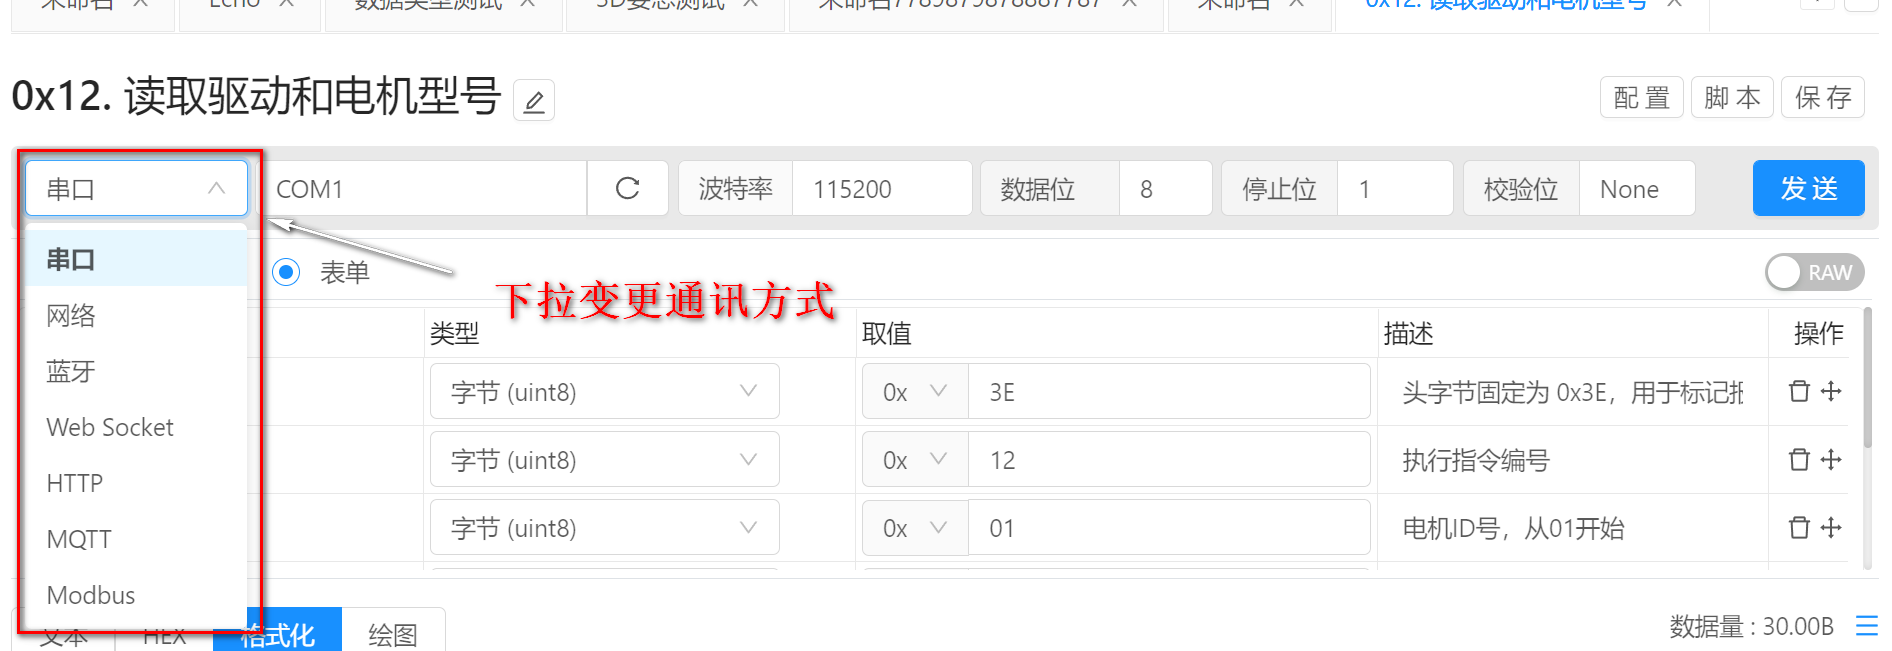 未命名 Echo 数据类型测试 3D姿态测试 未命名7789879878887787 未命名 0x12. 读取驱动和电机型号
0x12. 读取驱动和电机型号
配置 脚本 保存
串口 COM1 波特率 115200 数据位 8 停止位 1 校验位 None 发送
串口
表单 RAW
下拉变更通讯方式
网络
类型 取值 描述 操作
蓝牙
字节 (uint8) 0x 3E 头字节固定为 0x3E，用于标记报
Web Socket
字节 (uint8) 0x 12 执行指令编号
HTTP
字节 (uint8) 0x 01 电机ID号，从01开始
MQTT
Modbus
文本 HEX 格式化 绘图 数据量 : 30.00B